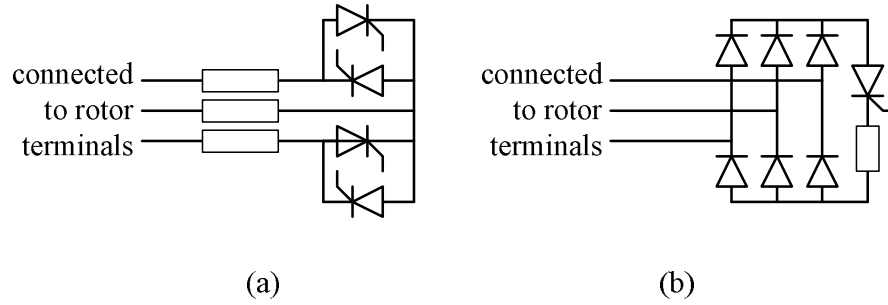 connected
to rotor
terminals
connected
to rotor
terminals
(a)
(b)